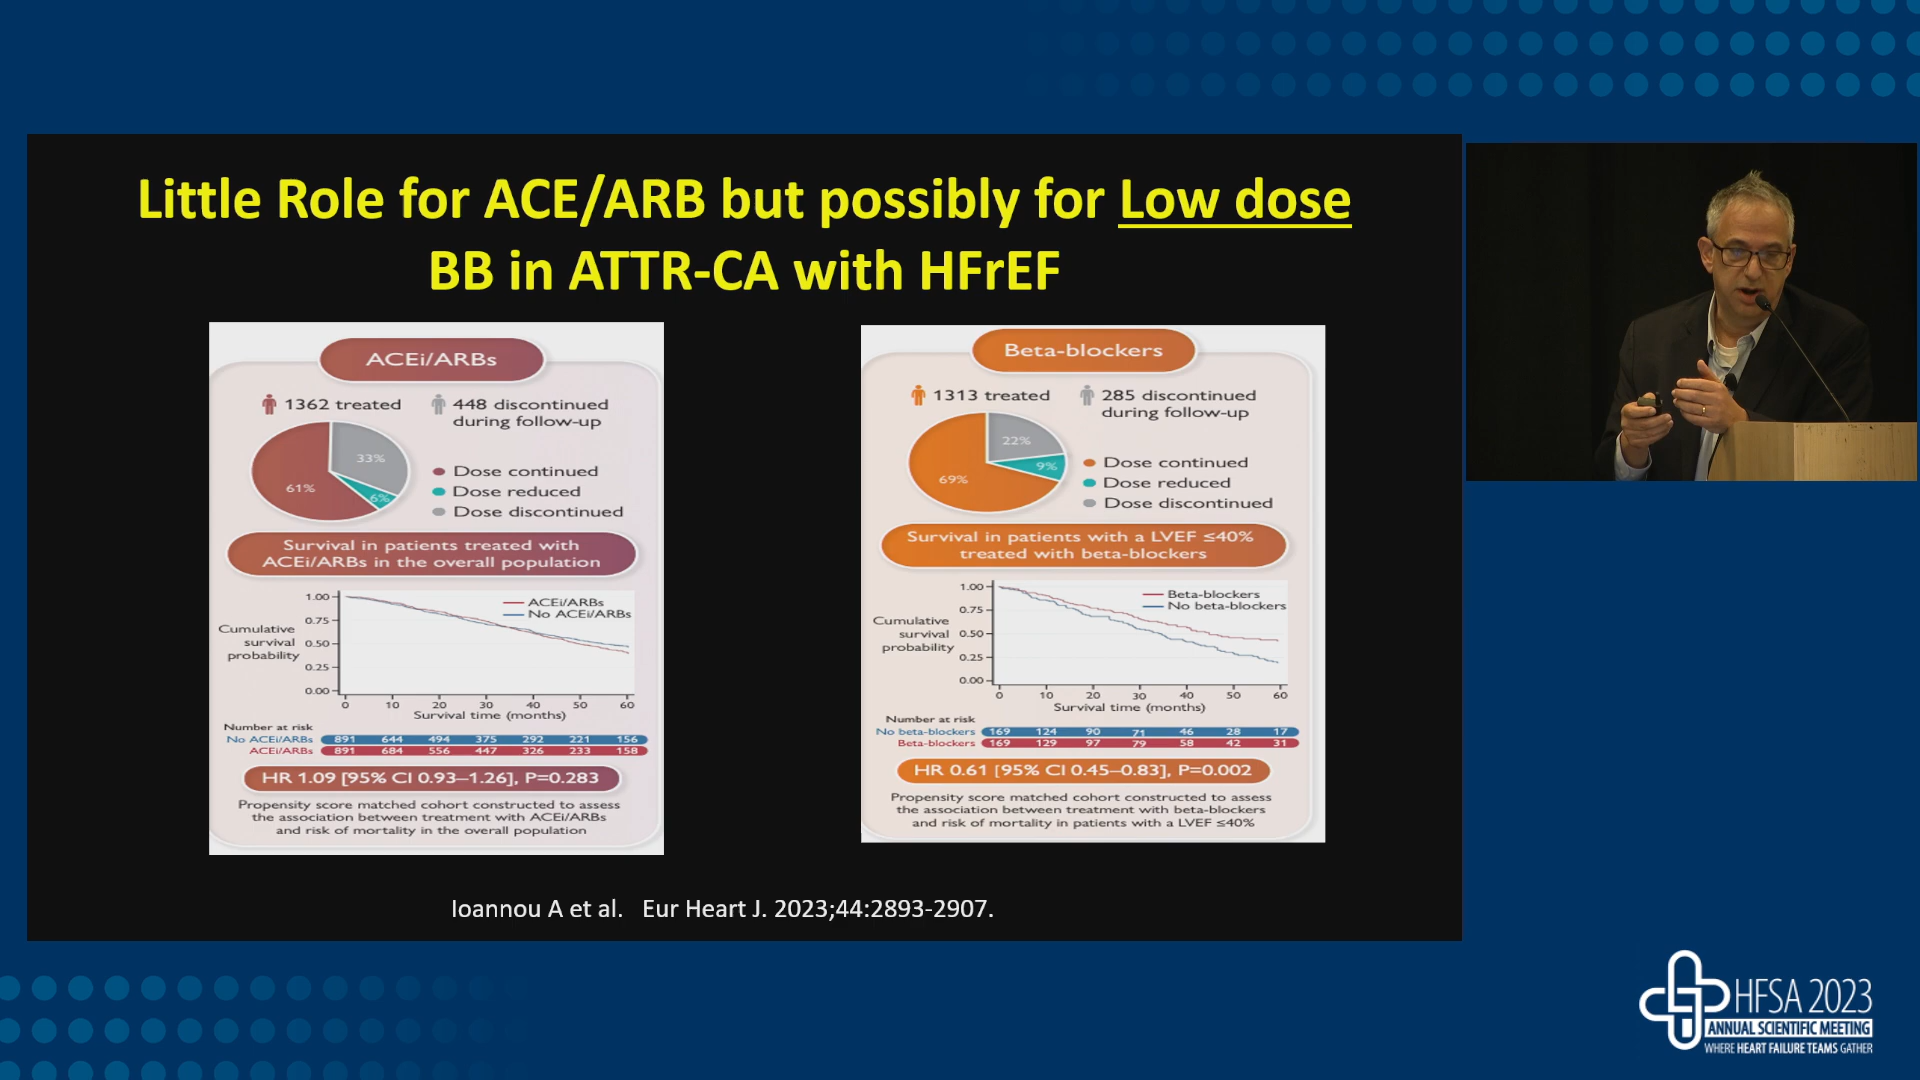 Little Role for ACE/ARB but possibly for Low dose
BB in ATTR-CA with HFrEF
ACEi/ARBs
1362 treated
448 discontinued
during follow-up
33%
61%
6%
Dose continued
Dose reduced
Dose discontinued
Survival in patients treated with
ACEi/ARBs in the overall population
1.00
0.75
0.50
0.25
0.00
Cumulative
survival
probability
ACEi/ARBs
No ACEi/ARBs
0 10 20 30 40 50 60
Survival time (months)
Number at risk
No ACEi/ARBs 891 644 494 375 292 221 156
ACEi/ARBs 891 684 556 447 326 233 158
HR 1.09 [95% CI 0.93–1.26], P=0.283
Propensity score matched cohort constructed to assess
the association between treatment with ACEi/ARBs
and risk of mortality in the overall population
Beta-blockers
1313 treated
285 discontinued
during follow-up
22%
9%
69%
Dose continued
Dose reduced
Dose discontinued
Survival in patients with a LVEF ≤40%
treated with beta-blockers
1.00
0.75
0.50
0.25
0.00
Cumulative
survival
probability
Beta-blockers
No beta-blockers
0 10 20 30 40 50 60
Survival time (months)
Number at risk
No beta-blockers 169 124 90 71 46 28 17
Beta-blockers 169 129 97 79 58 42 31
HR 0.61 [95% CI 0.45–0.83], P=0.002
Propensity score matched cohort constructed to assess
the association between treatment with beta-blockers
and risk of mortality in patients with a LVEF ≤40%
Ioannou A et al. Eur Heart J. 2023;44:2893-2907.
HFSA 2023
ANNUAL SCIENTIFIC MEETING
WHERE HEART FAILURE TEAMS GATHER